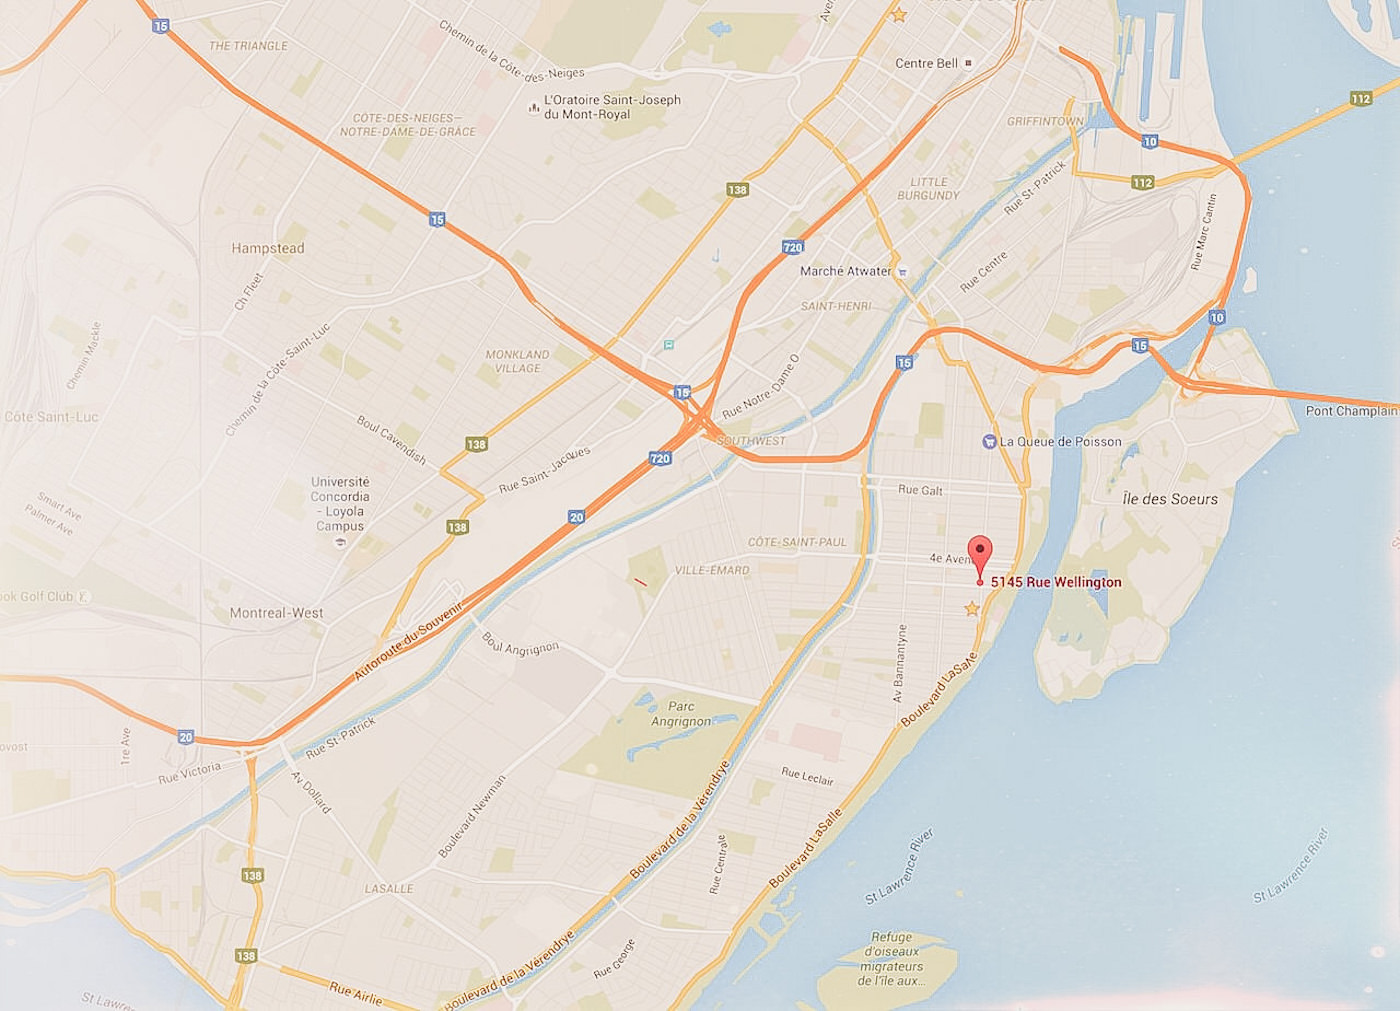 15
THE TRIANGLE
Chemin de la Côte-des-Neiges
Centre Bell
112
L'Oratoire Saint-Joseph
du Mont-Royal
CÔTE-DES-NEIGES—
NOTRE-DAME-DE-GRÂCE
GRIFFINTOWN
10
138
LITTLE
BURGUNDY
Rue St-Patrick
112
15
Rue Marc Cantin
Hampstead
720
Marché Atwater
Rue Centre
Ch Fleet
SAINT-HENRI
10
Chemin Mackle
Chemin de la Côte-Saint-Luc
MONKLAND
VILLAGE
15
15
15
Rue Notre-Dame O
Côte Saint-Luc
Pont Champlain
Boul Cavendish
138
SOUTHWEST
La Queue de Poisson
720
Rue Saint-Jacques
Université
Concordia
- Loyola
Campus
Smart Ave
Palmer Ave
Rue Galt
Île des Soeurs
20
138
CÔTE-SAINT-PAUL
4e Aven
VILLE-ÉMARD
5145 Rue Wellington
ook Golf Club
Montreal-West
Autoroute du Souvenir
Boul Angrignon
Av Bannantyne
Boulevard LaSalle
Parc
Angrignon
20
1re Ave
ovost
Rue St-Patrick
Rue Victoria
Av Dollard
Rue Leclair
Boulevard Newman
Boulevard de la Vérendrye
Boulevard LaSalle
Rue Centrale
138
LASALLE
St Lawrence River
St Lawrence River
138
Refuge
d'oiseaux
migrateurs
de l'île aux...
Boulevard de la Vérendrye
Rue George
Rue Airlie
St Lawre